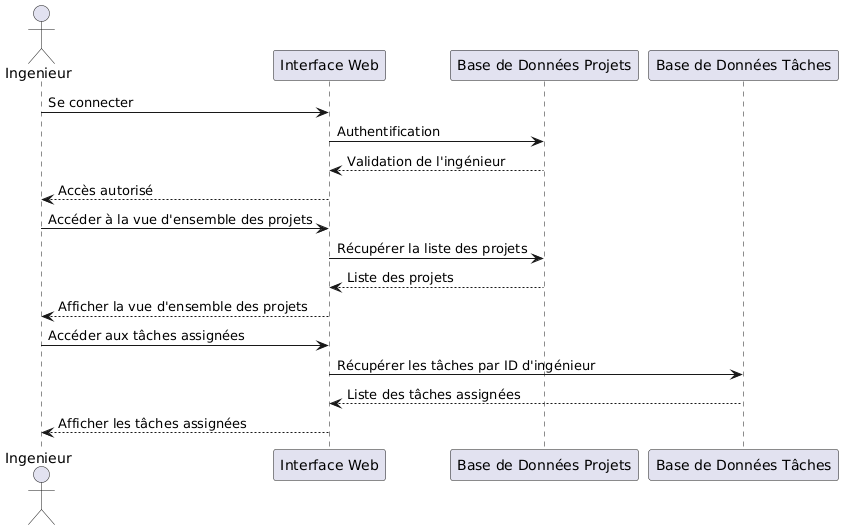 Ingenieur
Interface Web
Base de Données Projets
Base de Données Tâches
Se connecter
Authentification
Validation de l'ingénieur
Accès autorisé
Accéder à la vue d'ensemble des projets
Récupérer la liste des projets
Liste des projets
Afficher la vue d'ensemble des projets
Accéder aux tâches assignées
Récupérer les tâches par ID d'ingénieur
Liste des tâches assignées
Afficher les tâches assignées
Ingenieur
Interface Web
Base de Données Projets
Base de Données Tâches